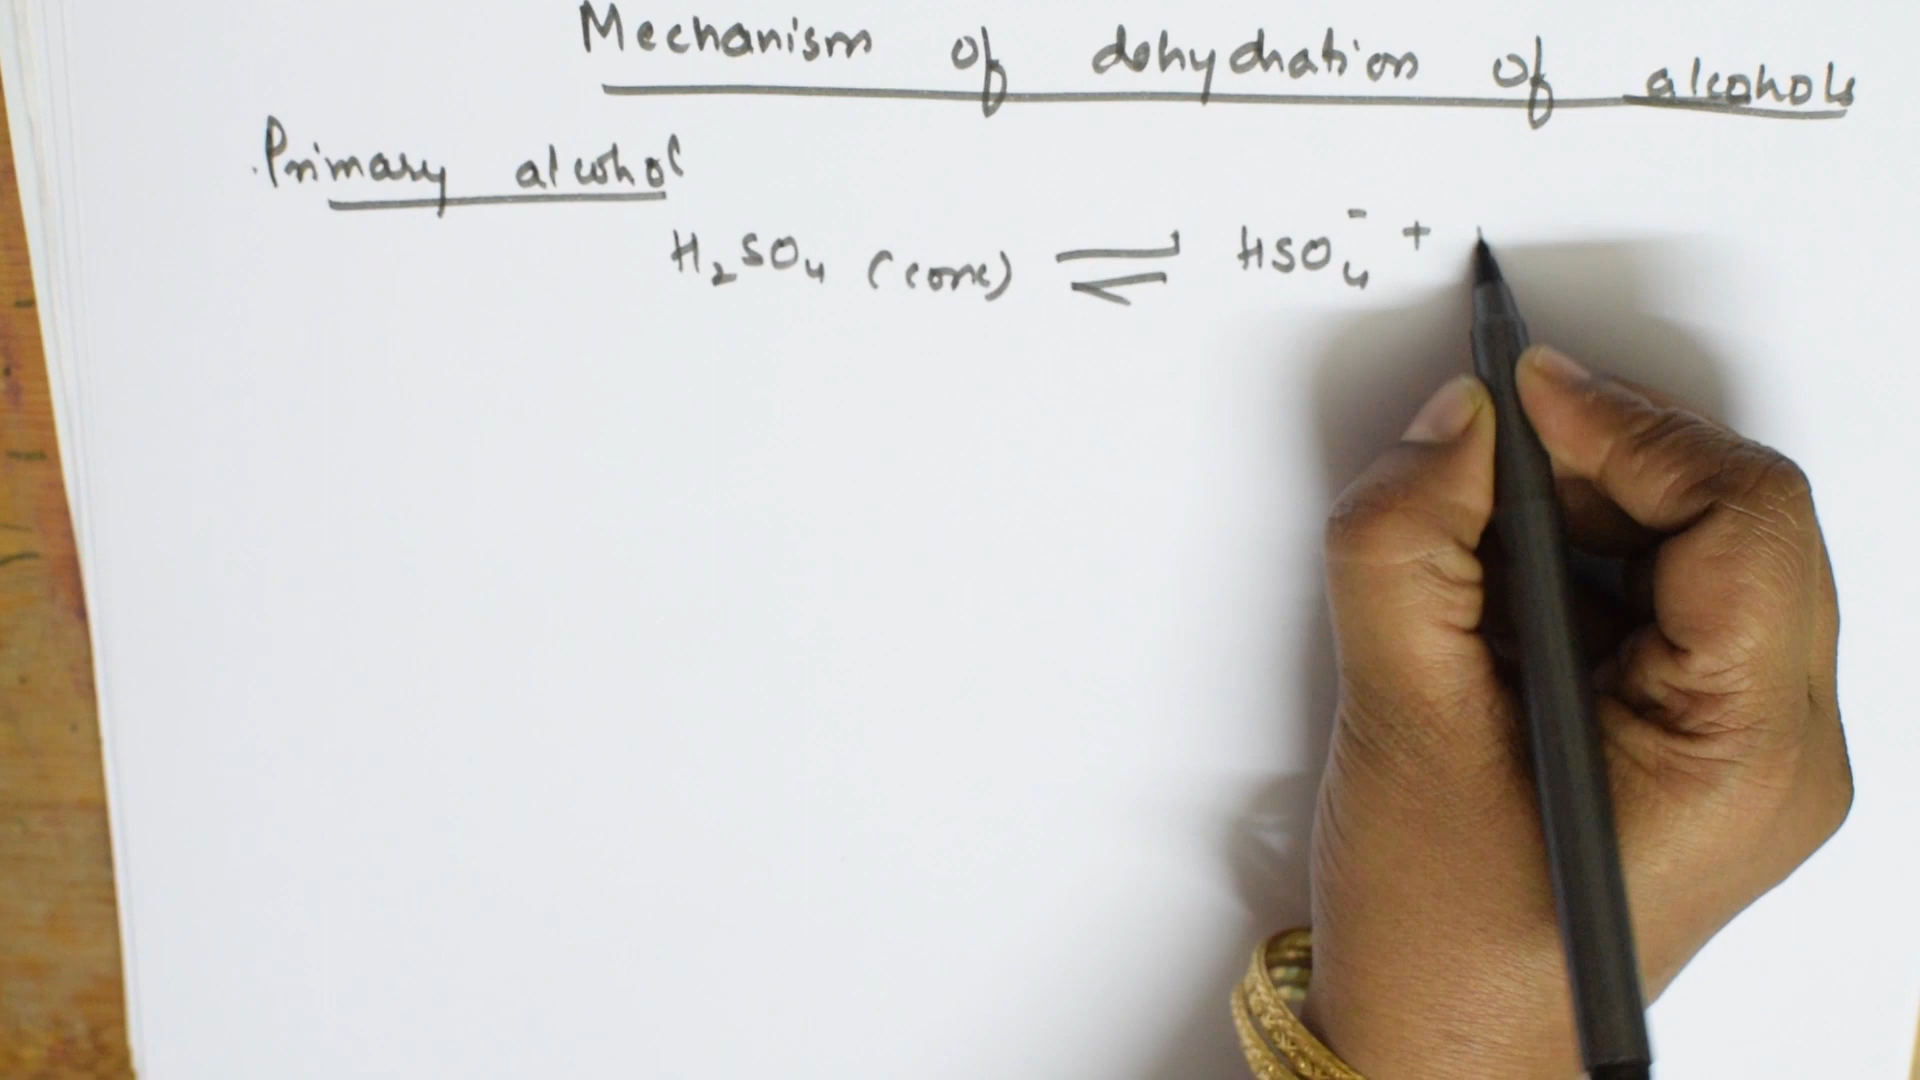 Mechanism of dehydration of alcohols
Primary alcohol
H₂SO₄ (conc) ⇌ HSO₄⁻ +